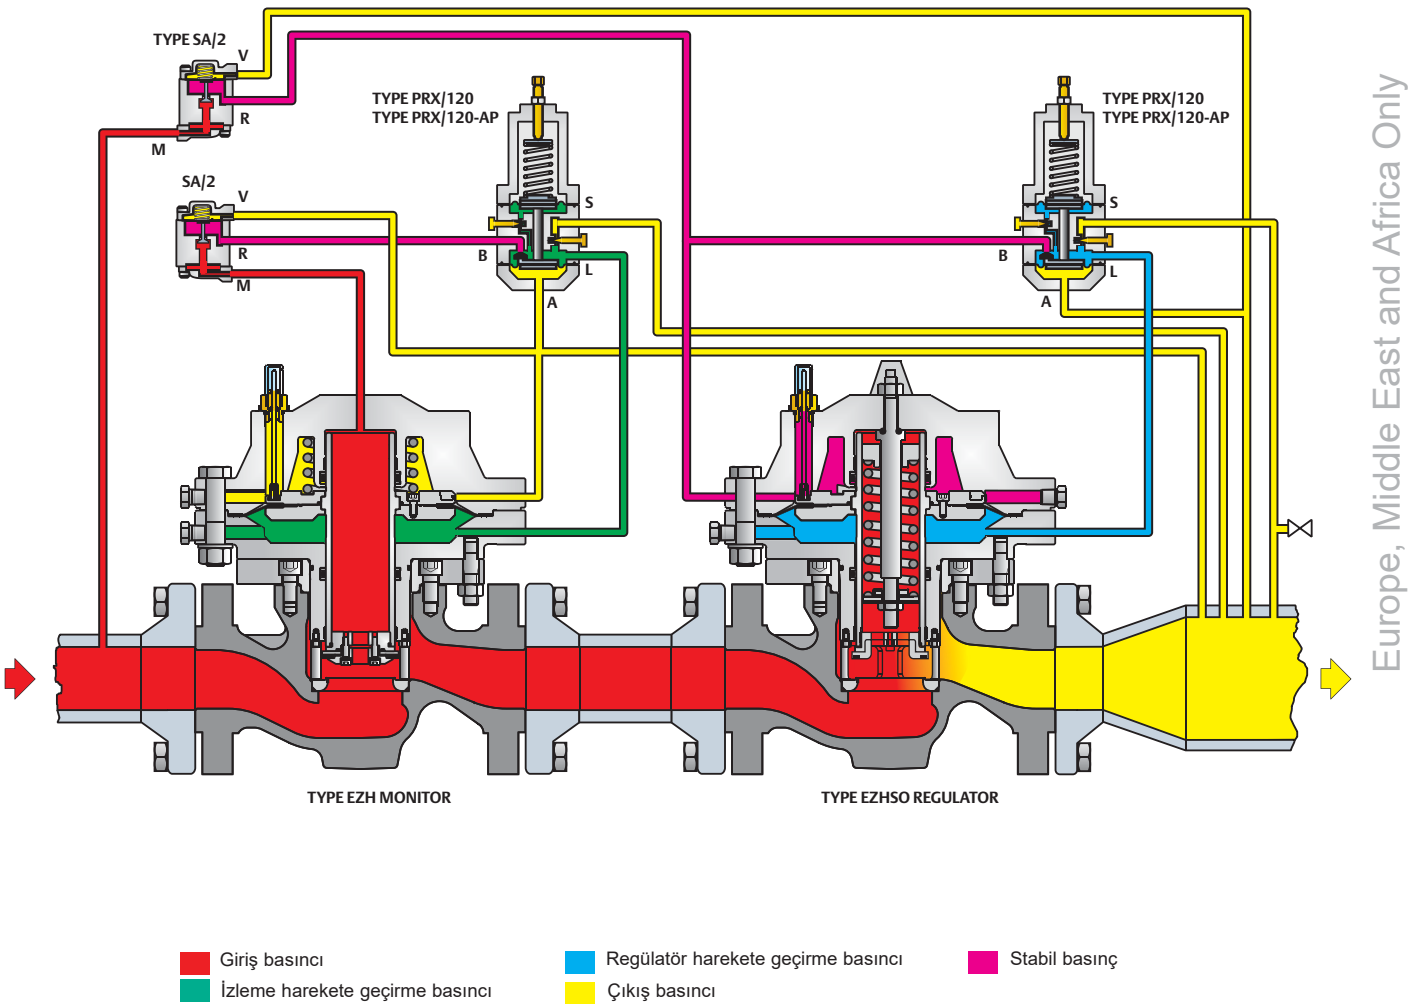 TYPE SA/2
V
R
M
SA/2
V
R
M
TYPE PRX/120
TYPE PRX/120-AP
S
B
L
A
TYPE PRX/120
TYPE PRX/120-AP
S
B
L
A
TYPE EZH MONITOR
TYPE EZHSO REGULATOR
Europe, Middle East and Africa Only
Giriş basıncı
Regülatör harekete geçirme basıncı
Stabil basınç
İzleme harekete geçirme basıncı
Çıkış basıncı